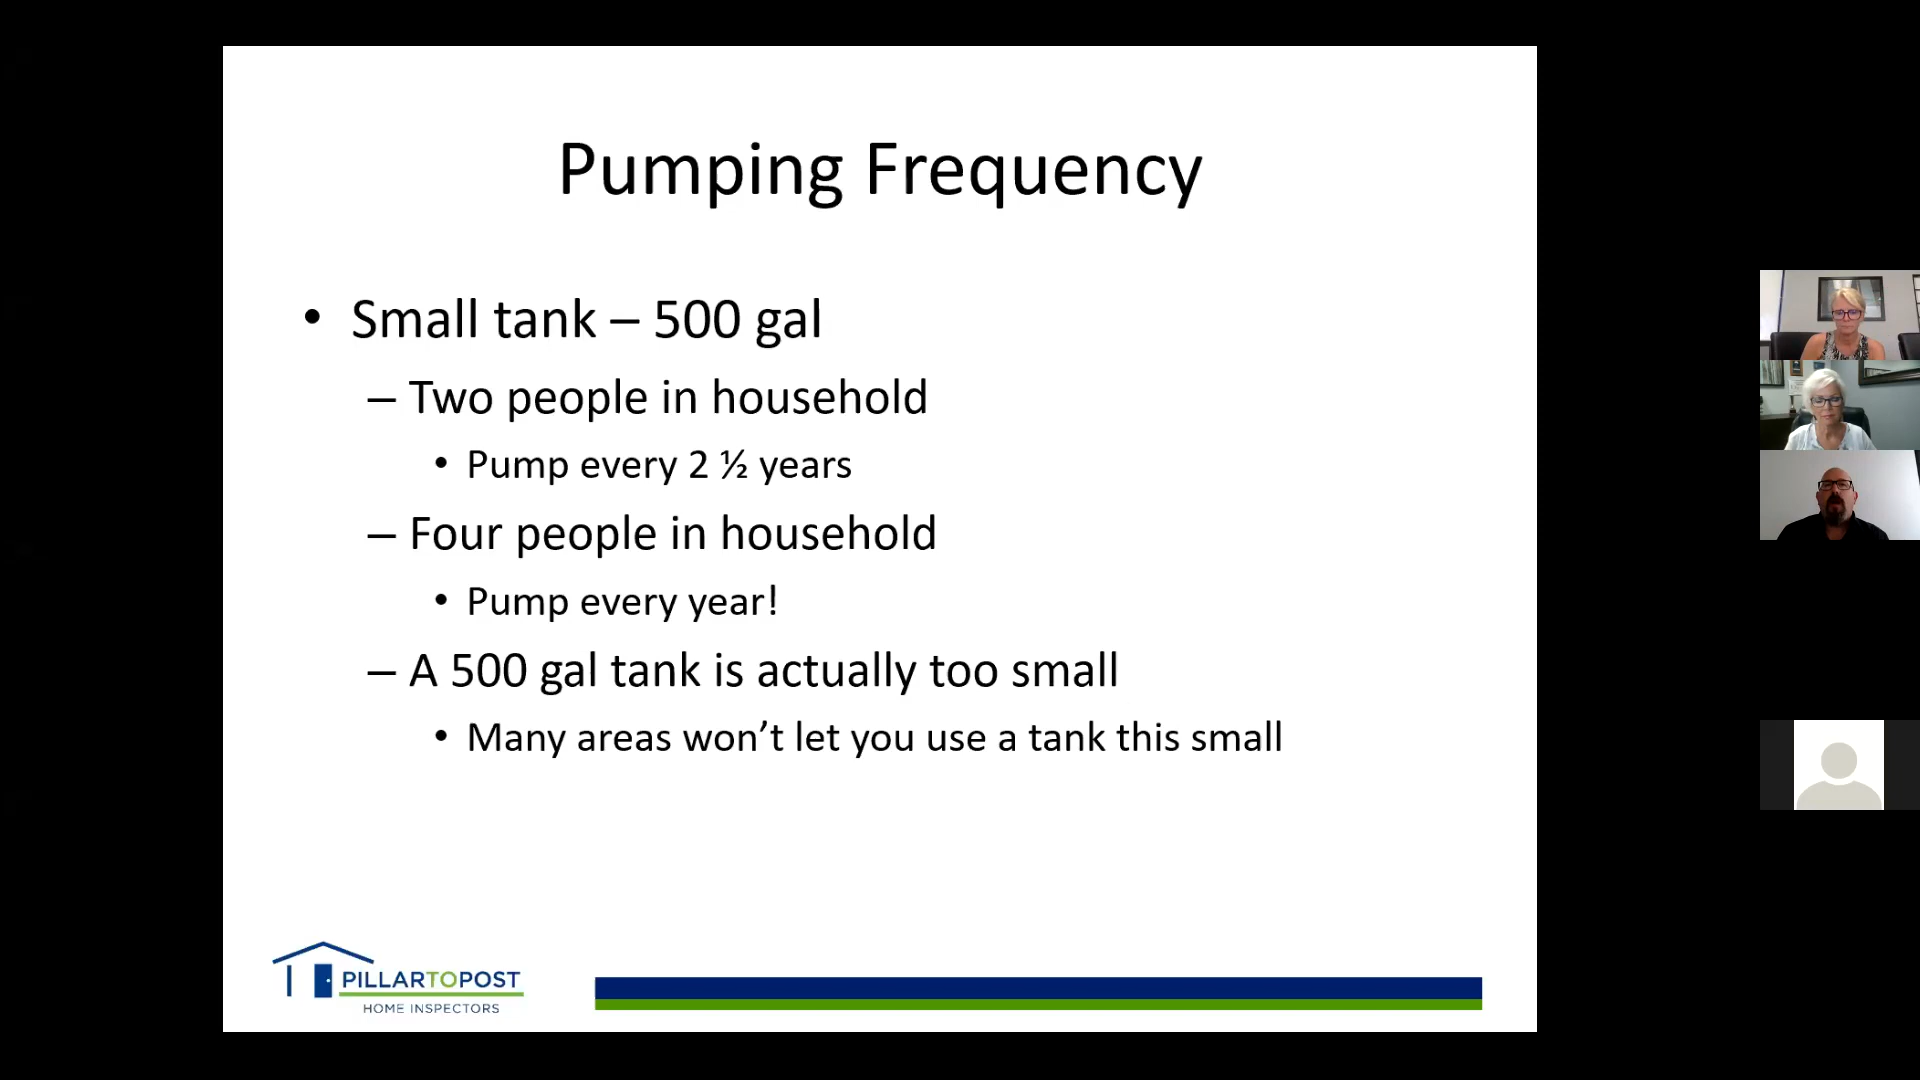 Pumping Frequency
• Small tank – 500 gal
– Two people in household
• Pump every 2 ½ years
– Four people in household
• Pump every year!
– A 500 gal tank is actually too small
• Many areas won’t let you use a tank this small
PILLARTOPOST
HOME INSPECTORS